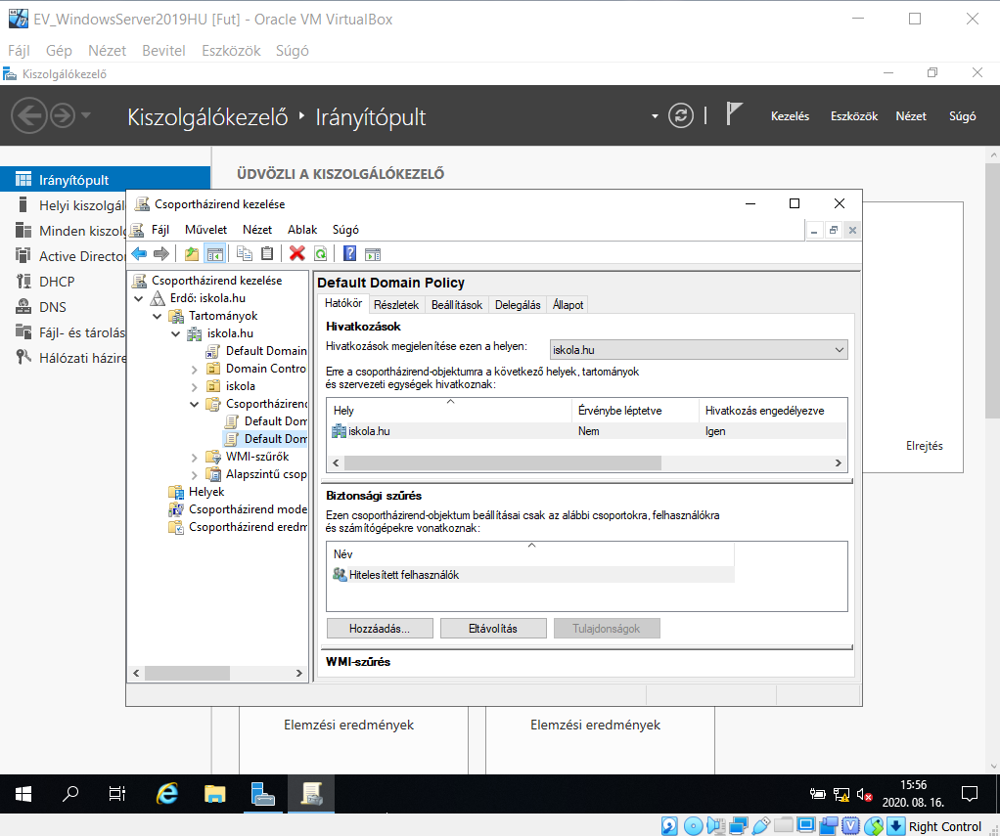 EV_WindowsServer2019HU [Fut] - Oracle VM VirtualBox
Fájl Gép Nézet Bevitel Eszközök Súgó
Kiszolgálókezelő
Kiszolgálókezelő Irányítópult
Kezelés Eszközök Nézet Súgó
Irányítópult
Helyi kiszolgál
Minden kiszolg
Active Director
DHCP
DNS
Fájl- és tárolás
Hálózati házire
ÜDVÖZLI A KISZOLGÁLÓKEZELŐ
Csoportházirend kezelése
Fájl Művelet Nézet Ablak Súgó
Csoportházirend kezelése
Erdő: iskola.hu
Tartományok
iskola.hu
Default Domain
Domain Contro
iskola
Csoportházirend
Default Dom
Default Dom
WMI-szűrők
Alapszintű csop
Helyek
Csoportházirend mode
Csoportházirend eredm
Default Domain Policy
Hatókör Részletek Beállítások Delegálás Állapot
Hivatkozások
Hivatkozások megjelenítése ezen a helyen: iskola.hu
Erre a csoportházirend-objektumra a következő helyek, tartományok
és szervezeti egységek hivatkoznak:
Hely Érvénybe léptetve Hivatkozás engedélyezve
iskola.hu Nem Igen
Biztonsági szűrés
Ezen csoportházirend-objektum beállításai csak az alábbi csoportokra, felhasználókra
és számítógépekre vonatkoznak:
Név
Hitelesített felhasználók
Hozzáadás... Eltávolítás Tulajdonságok
WMI-szűrés
Elrejtés
Elemzési eredmények Elemzési eredmények
15:56
2020. 08. 16.
Right Control